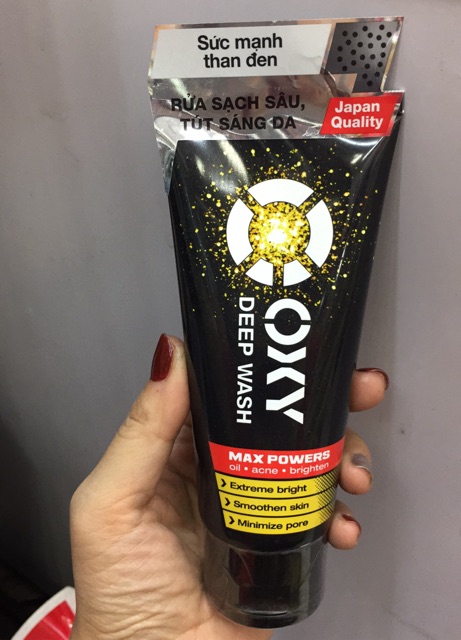 Sức mạnh
than đen
RỬA SẠCH SÂU,
TÚT SÁNG DA
Japan
Quality
OXY
DEEP WASH
MAX POWERS
oil • acne • brighten
Extreme bright
Smoothen skin
Minimize pore